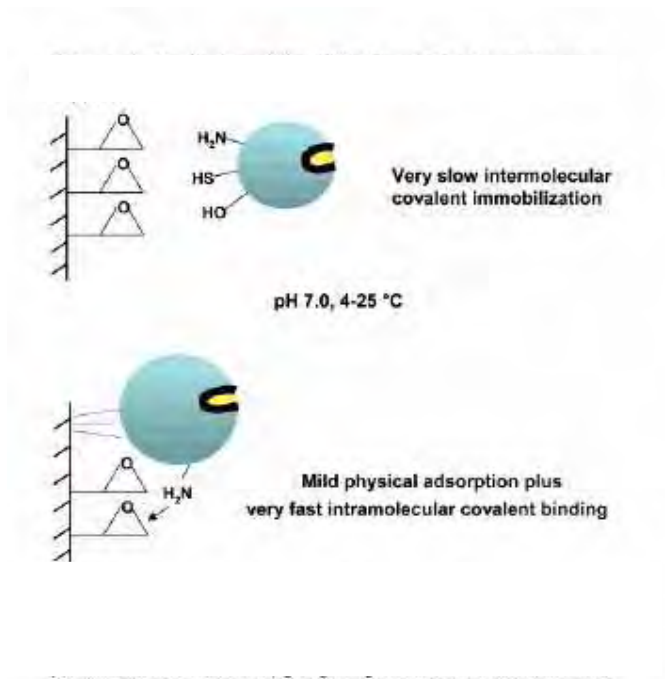 O
O
O
H₂N
HS
HO
Very slow intermolecular
covalent immobilization
pH 7.0, 4-25 °C
O
H₂N
O
Mild physical adsorption plus
very fast intramolecular covalent binding